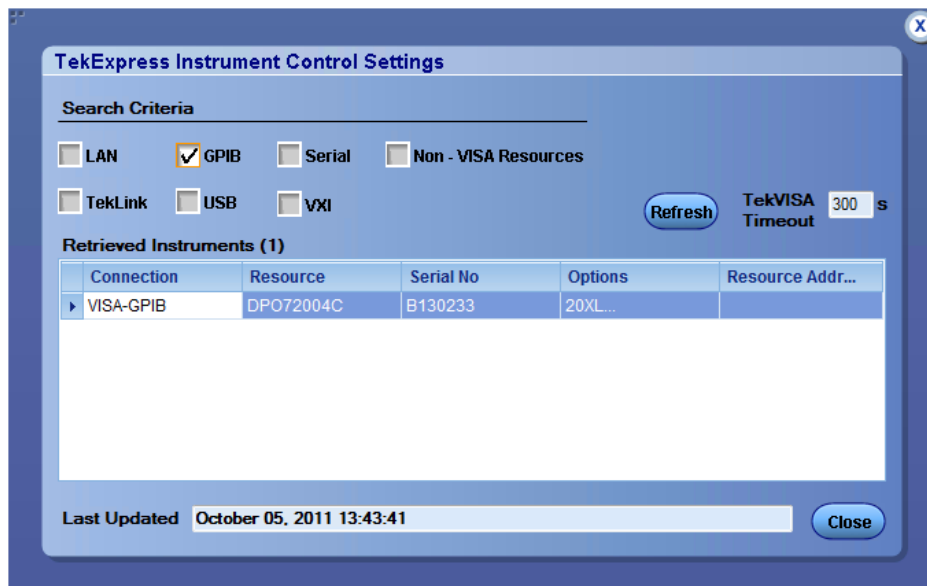 X
TekExpress Instrument Control Settings
Search Criteria
LAN GPIB Serial Non - VISA Resources
TekLink USB VXI
Refresh TekVISA Timeout 300 s
Retrieved Instruments (1)
Connection Resource Serial No Options Resource Addr...
VISA-GPIB DPO72004C B130233 20XL...
Last Updated October 05, 2011 13:43:41 Close